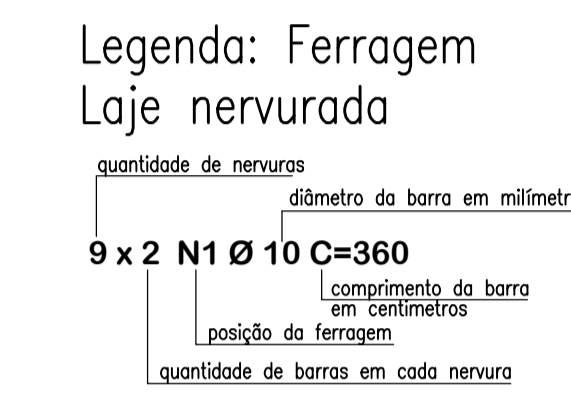 Legenda: Ferragem
Laje nervurada
quantidade de nervuras
diâmetro da barra em milímetr
9 x 2 N1 Ø 10 C=360
comprimento da barra
em centimetros
posição da ferragem
quantidade de barras em cada nervura